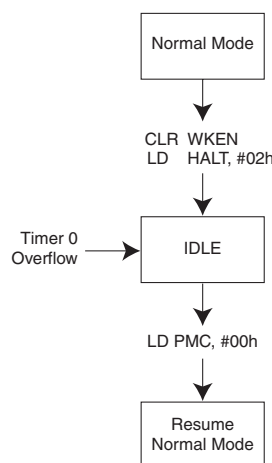 Normal Mode
CLR WKEN
LD HALT, #02h
Timer 0
Overflow
IDLE
LD PMC, #00h
Resume
Normal Mode